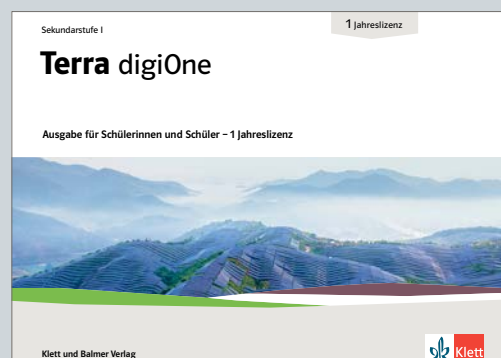 1 Jahreslizenz
Sekundarstufe I
Terra digiOne
Ausgabe für Schülerinnen und Schüler – 1 Jahreslizenz
Klett und Balmer Verlag
Klett